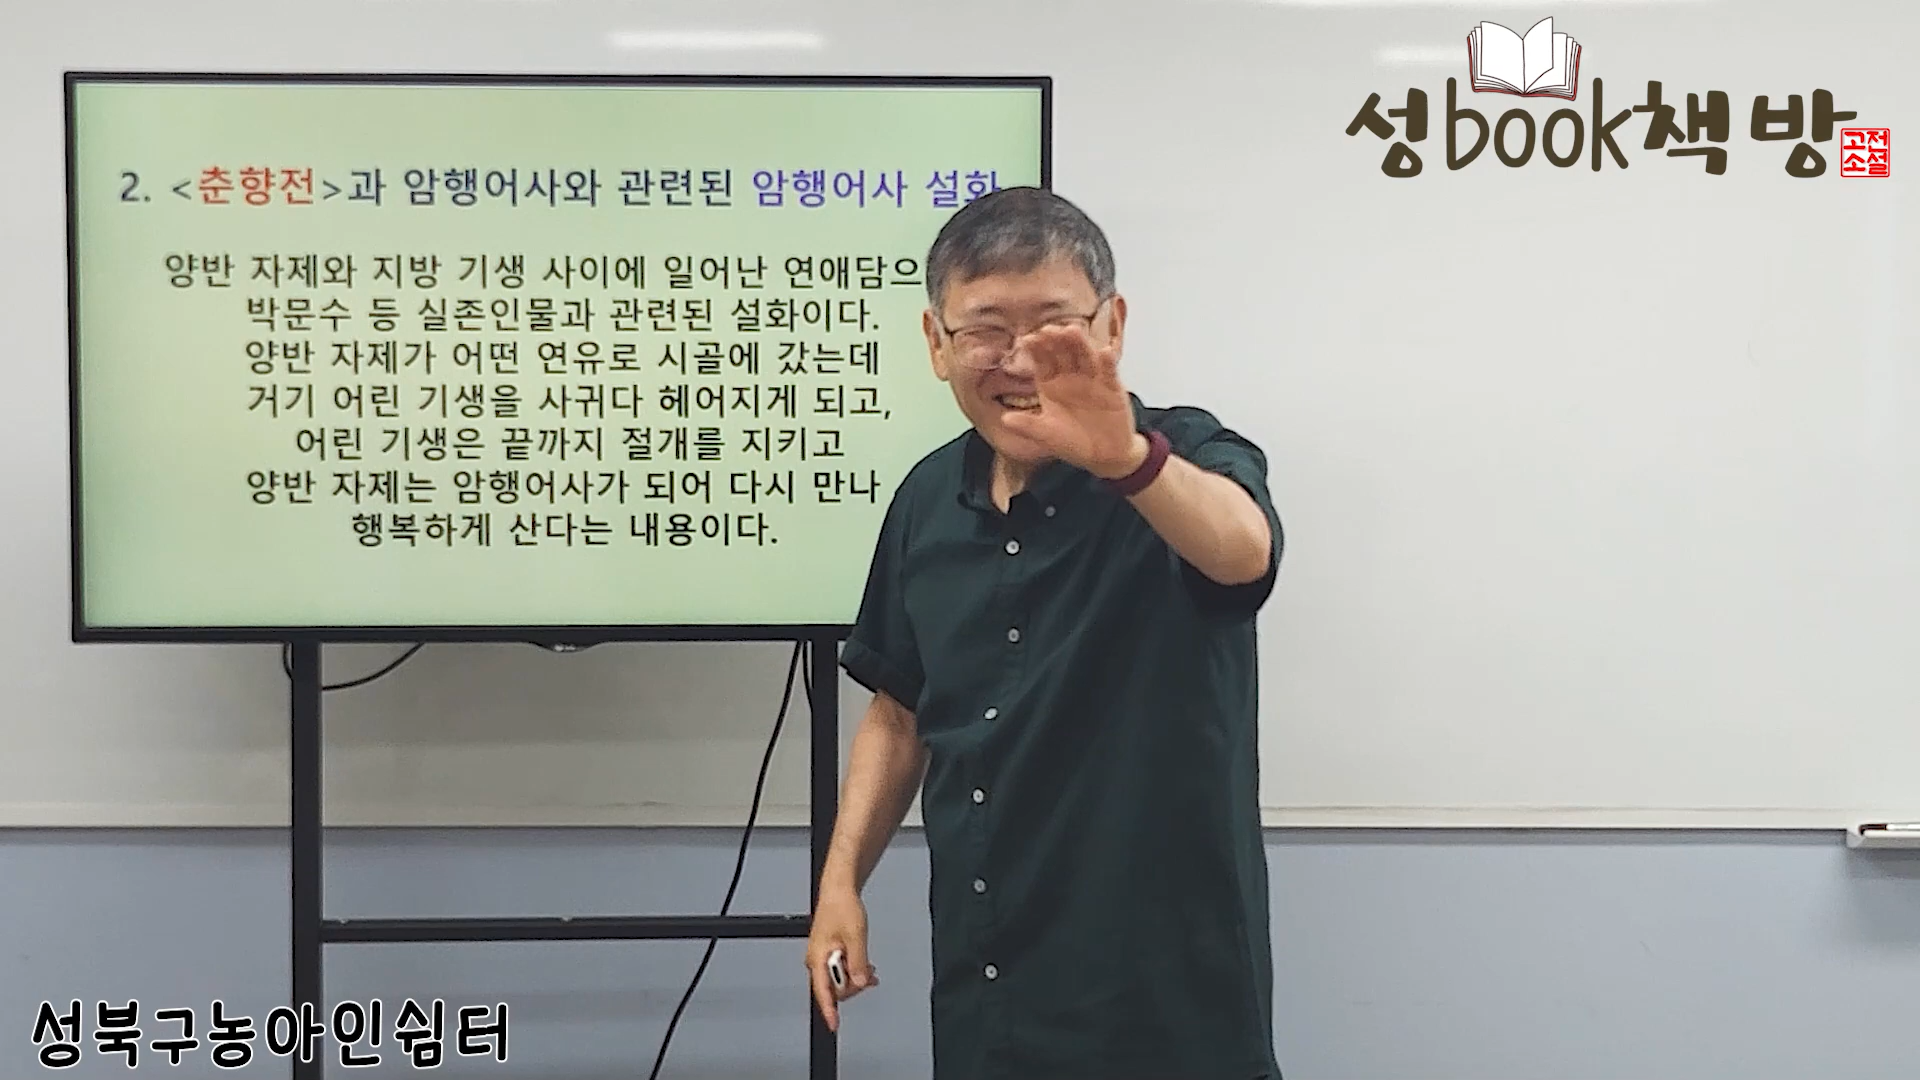 성book책방
고전
소설
2. <춘향전>과 암행어사와 관련된 암행어사 설화
양반 자제와 지방 기생 사이에 일어난 연애담으
박문수 등 실존인물과 관련된 설화이다.
양반 자제가 어떤 연유로 시골에 갔는데
거기 어린 기생을 사귀다 헤어지게 되고,
어린 기생은 끝까지 절개를 지키고
양반 자제는 암행어사가 되어 다시 만나
행복하게 산다는 내용이다.
성북구농아인쉼터